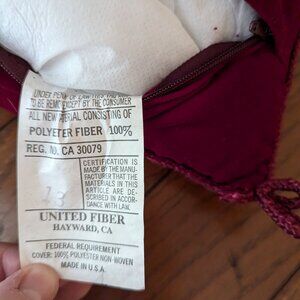 UNDER PENALTY OF LAW THIS TAG NOT
TO BE REMOVED EXCEPT BY THE CONSUMER
ALL NEW MATERIAL CONSISTING OF
POLYETER FIBER 100%
REG. NO. CA 30079
CERTIFICATION IS
MADE BY THE MANU-
FACTURER THAT THE
MATERIALS IN THIS
ARTICLE ARE DE-
SCRIBED IN ACCOR-
DANCE WITH LAW.
13
UNITED FIBER
HAYWARD, CA
FEDERAL REQUIREMENT
COVER: 100% POLYESTER NON-WOVEN
MADE IN U.S.A.